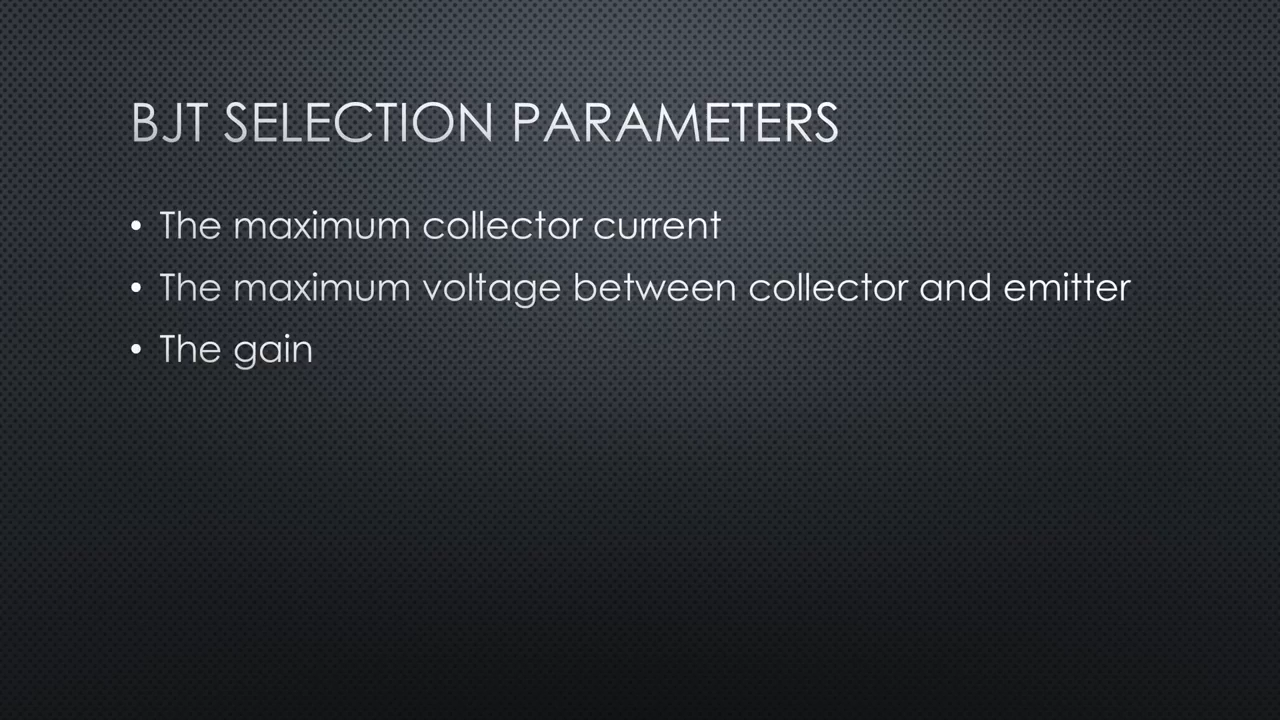 BJT SELECTION PARAMETERS
• The maximum collector current
• The maximum voltage between collector and emitter
• The gain